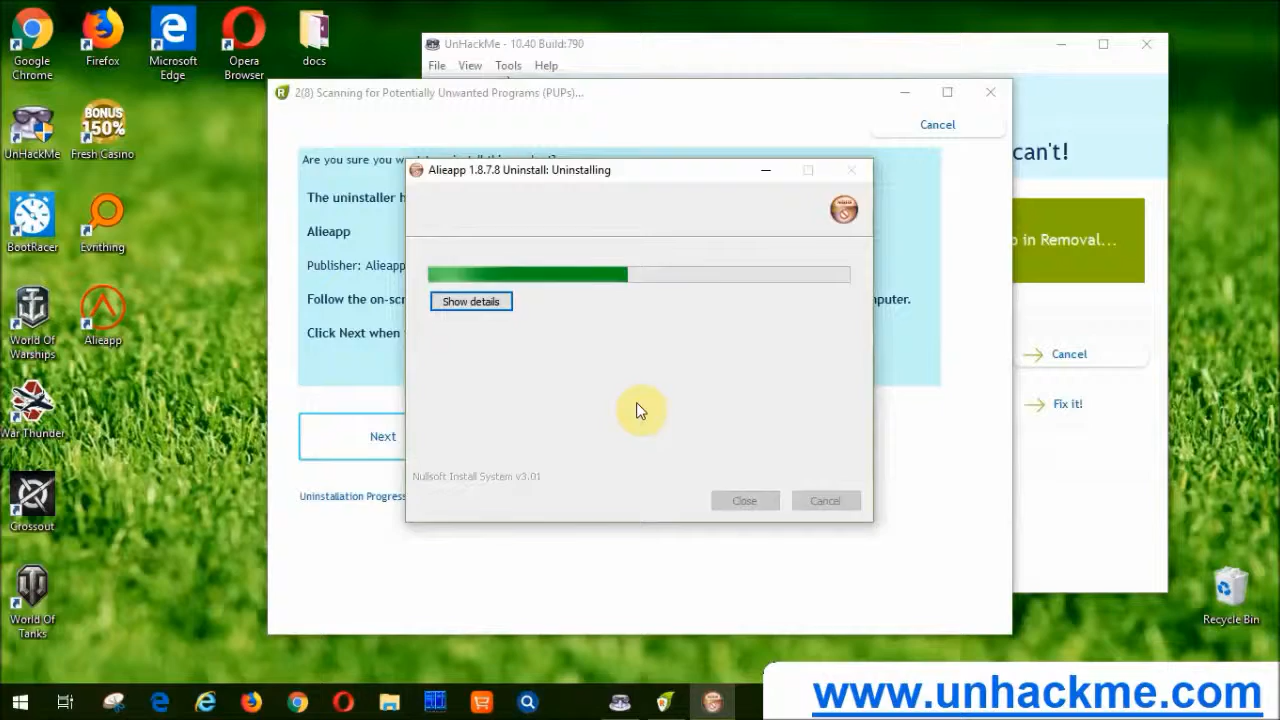 Google
Chrome
Firefox
Microsoft
Edge
Opera
Browser
docs
UnHackMe
BONUS
150%
Fresh Casino
BootRacer
Evrithing
World Of
Warships
Alieapp
War Thunder
Crossout
World Of
Tanks
UnHackMe - 10.40 Build:790
File View Tools Help
can't!
p in Removal...
Cancel
Fix it!
2(8) Scanning for Potentially Unwanted Programs (PUPs)...
Cancel
Are you sure you
The uninstaller h
Alieapp
Publisher: Alieapp
Follow the on-scr
mputer.
Click Next when
Next
Uninstallation Progress
Alieapp 1.8.7.8 Uninstall: Uninstalling
Show details
Nullsoft Install System v3.01
Close
Cancel
Recycle Bin
www.unhackme.com